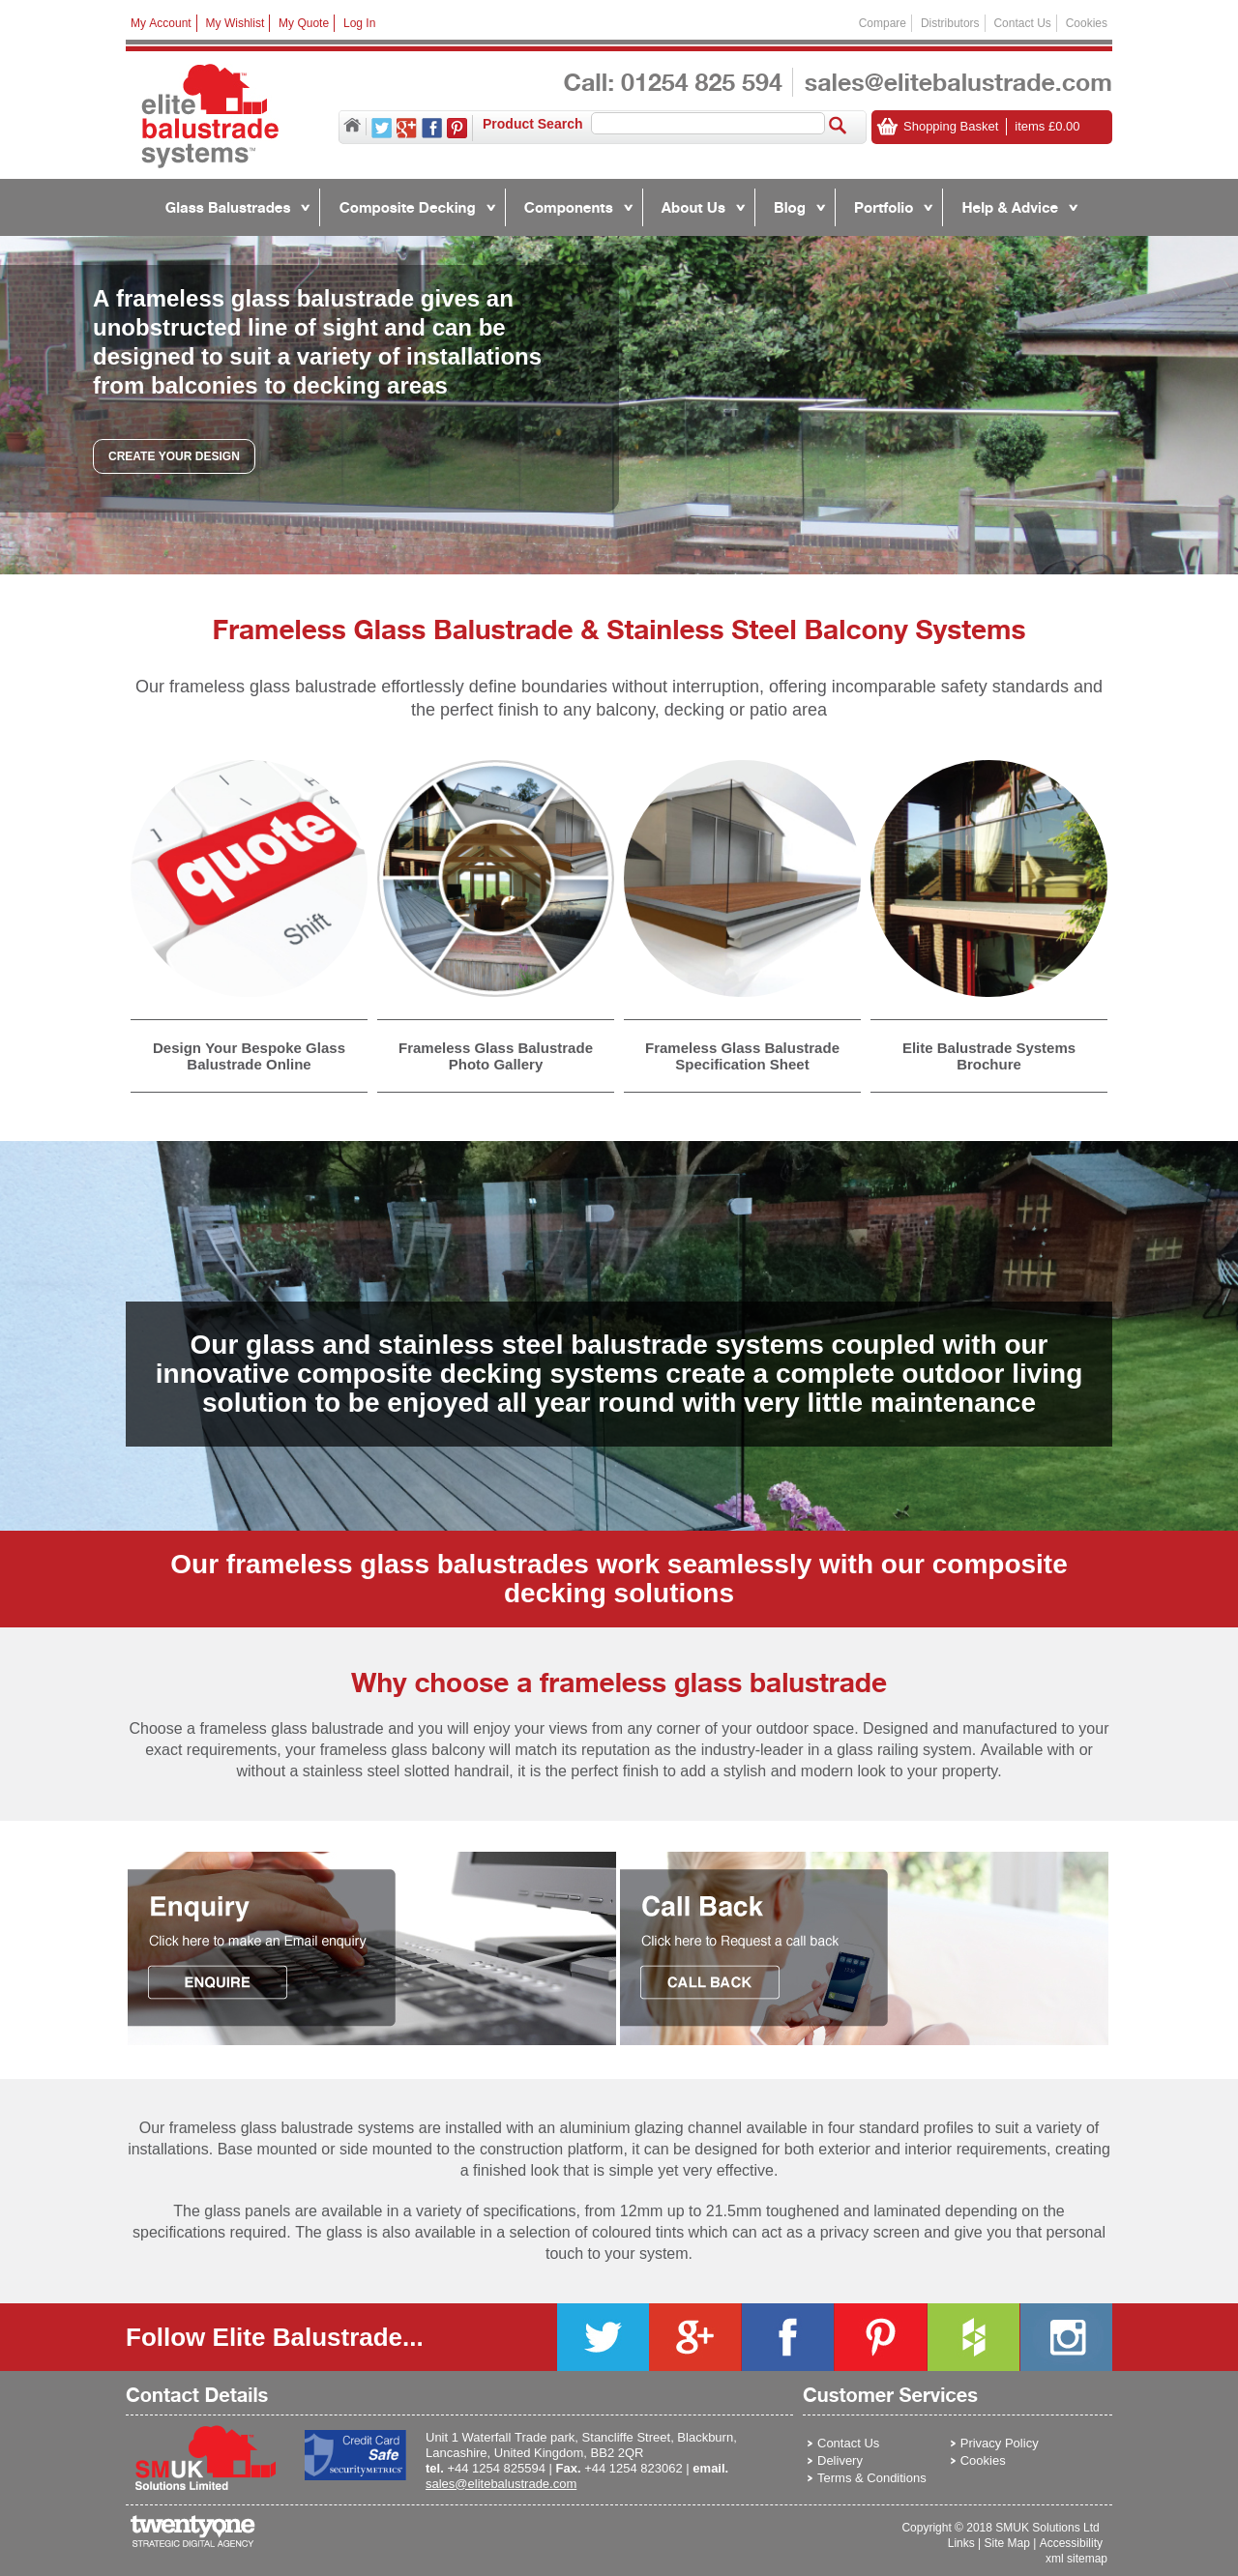 My Account
My Wishlist
My Quote
Log In
Compare
Distributors
Contact Us
Cookies
elite
balustrade
systems™
Call: 01254 825 594
sales@elitebalustrade.com
Product Search
Shopping Basket
items £0.00
Glass Balustrades
Composite Decking
Components
About Us
Blog
Portfolio
Help & Advice
A frameless glass balustrade gives an
unobstructed line of sight and can be
designed to suit a variety of installations
from balconies to decking areas
CREATE YOUR DESIGN
Frameless Glass Balustrade & Stainless Steel Balcony Systems
Our frameless glass balustrade effortlessly define boundaries without interruption, offering incomparable safety standards and
the perfect finish to any balcony, decking or patio area
quote
Shift
Design Your Bespoke Glass
Balustrade Online
Frameless Glass Balustrade
Photo Gallery
Frameless Glass Balustrade
Specification Sheet
Elite Balustrade Systems
Brochure
Our glass and stainless steel balustrade systems coupled with our
innovative composite decking systems create a complete outdoor living
solution to be enjoyed all year round with very little maintenance
Our frameless glass balustrades work seamlessly with our composite
decking solutions
Why choose a frameless glass balustrade
Choose a frameless glass balustrade and you will enjoy your views from any corner of your outdoor space. Designed and manufactured to your
exact requirements, your frameless glass balcony will match its reputation as the industry-leader in a glass railing system. Available with or
without a stainless steel slotted handrail, it is the perfect finish to add a stylish and modern look to your property.
Enquiry
Click here to make an Email enquiry
ENQUIRE
Call Back
Click here to Request a call back
CALL BACK
Our frameless glass balustrade systems are installed with an aluminium glazing channel available in four standard profiles to suit a variety of
installations. Base mounted or side mounted to the construction platform, it can be designed for both exterior and interior requirements, creating
a finished look that is simple yet very effective.
The glass panels are available in a variety of specifications, from 12mm up to 21.5mm toughened and laminated depending on the
specifications required. The glass is also available in a selection of coloured tints which can act as a privacy screen and give you that personal
touch to your system.
Follow Elite Balustrade...
Contact Details
SMUK
Solutions Limited
Credit Card
Safe
securityMETRICS
Unit 1 Waterfall Trade park, Stancliffe Street, Blackburn,
Lancashire, United Kingdom, BB2 2QR
tel. +44 1254 825594 | Fax. +44 1254 823062 | email.
sales@elitebalustrade.com
Customer Services
Contact Us
Delivery
Terms & Conditions
Privacy Policy
Cookies
twentyone
STRATEGIC DIGITAL AGENCY
Copyright © 2018 SMUK Solutions Ltd
Links | Site Map | Accessibility
xml sitemap